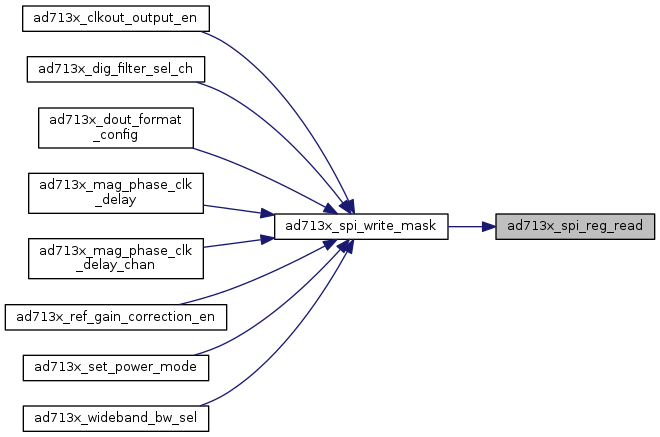 ad713x_clkout_output_en
ad713x_dig_filter_sel_ch
ad713x_dout_format
_config
ad713x_mag_phase_clk
_delay
ad713x_spi_write_mask
ad713x_spi_reg_read
ad713x_mag_phase_clk
_delay_chan
ad713x_ref_gain_correction_en
ad713x_set_power_mode
ad713x_wideband_bw_sel